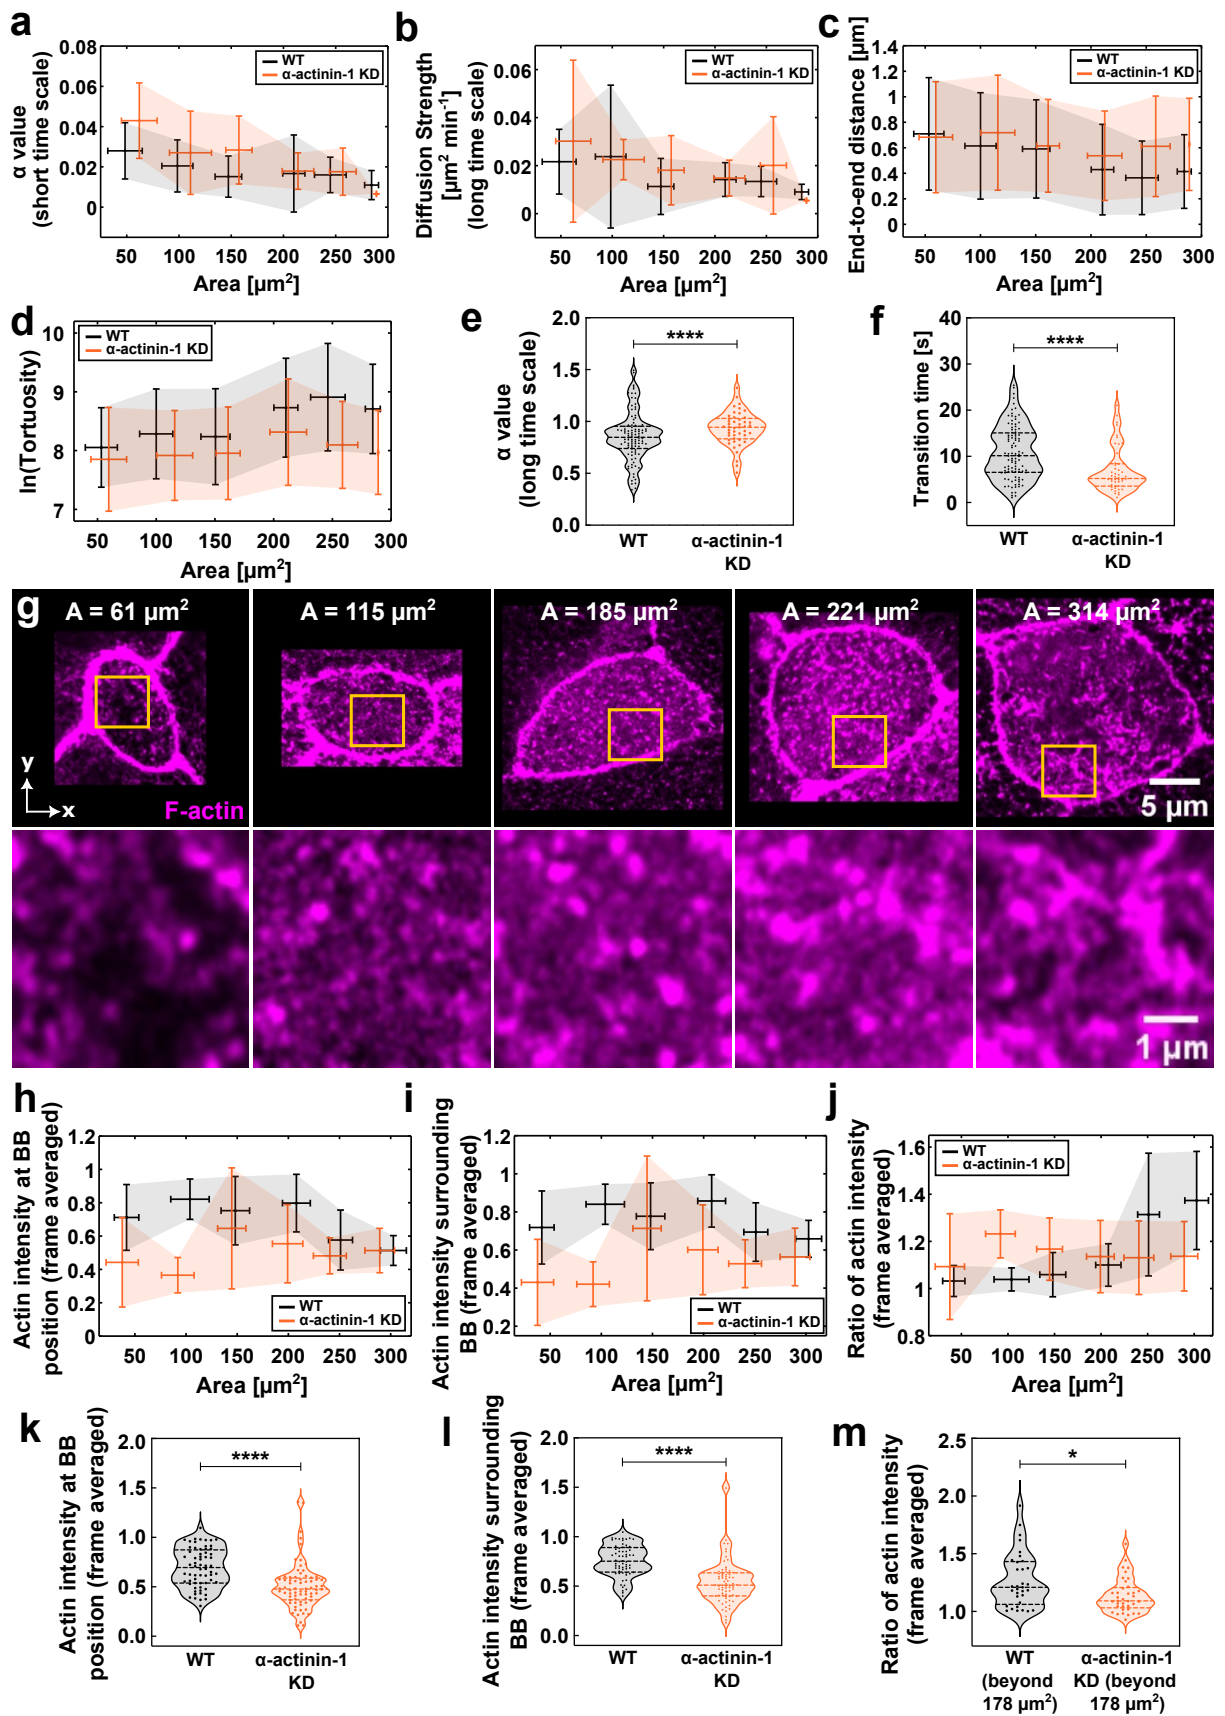 a
α value
(short time scale)
0.08
0.06
0.04
0.02
0
WT
α-actinin-1 KD
50 100 150 200 250 300
Area [µm²]
b
Diffusion Strength
[µm² min⁻¹]
(long time scale)
0.06
0.04
0.02
0
WT
α-actinin-1 KD
50 100 150 200 250 300
Area [µm²]
c
End-to-end distance [µm]
1.4
1.2
1
0.8
0.6
0.4
0.2
0
WT
α-actinin-1 KD
50 100 150 200 250 300
Area [µm²]
d
ln(Tortuosity)
10
9
8
7
WT
α-actinin-1 KD
50 100 150 200 250 300
Area [µm²]
e
α value
(long time scale)
2.0
1.5
1.0
0.5
0.0
****
WT
α-actinin-1
KD
f
Transition time [s]
40
30
20
10
0
****
WT
α-actinin-1
KD
g
A = 61 µm²
A = 115 µm²
A = 185 µm²
A = 221 µm²
A = 314 µm²
y
x
F-actin
5 µm
1 µm
h
Actin intensity at BB
position (frame averaged)
1.2
1
0.8
0.6
0.4
0.2
0
WT
α-actinin-1 KD
50 100 150 200 250 300
Area [µm²]
i
Actin intensity surrounding
BB (frame averaged)
1.2
1
0.8
0.6
0.4
0.2
WT
α-actinin-1 KD
50 100 150 200 250 300
Area [µm²]
j
Ratio of actin intensity
(frame averaged)
1.6
1.4
1.2
1
0.8
WT
α-actinin-1 KD
50 100 150 200 250 300
Area [µm²]
k
Actin intensity at BB
position (frame averaged)
2.0
1.5
1.0
0.5
0.0
****
WT
α-actinin-1
KD
l
Actin intensity surrounding
BB (frame averaged)
2.0
1.5
1.0
0.5
0.0
****
WT
α-actinin-1
KD
m
Ratio of actin intensity
(frame averaged)
2.5
2.0
1.5
1.0
*
WT
(beyond
178 µm²)
α-actinin-1
KD (beyond
178 µm²)